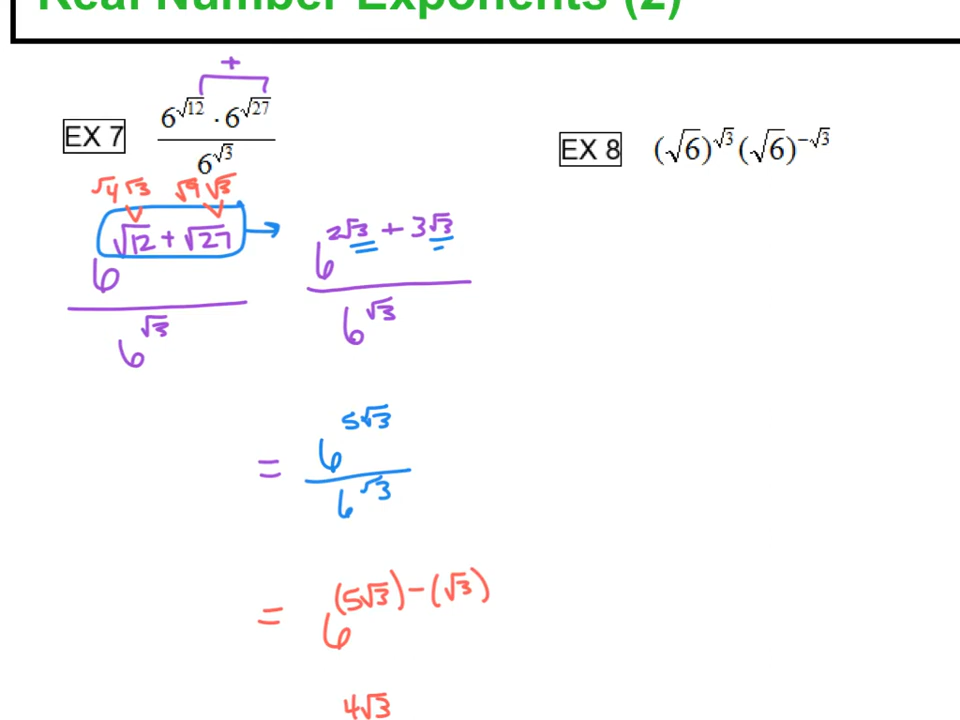 Real Number Exponents (2)
+
EX 7 6^√12 · 6^√27 / 6^√3
√4 √3 √9 √3
6^√12 + √27 / 6^√3 → 6^2√3 + 3√3 / 6^√3
= 6^5√3 / 6^√3
= 6^(5√3) - (√3)
4√3
EX 8 (√6)^√3 (√6)^-√3